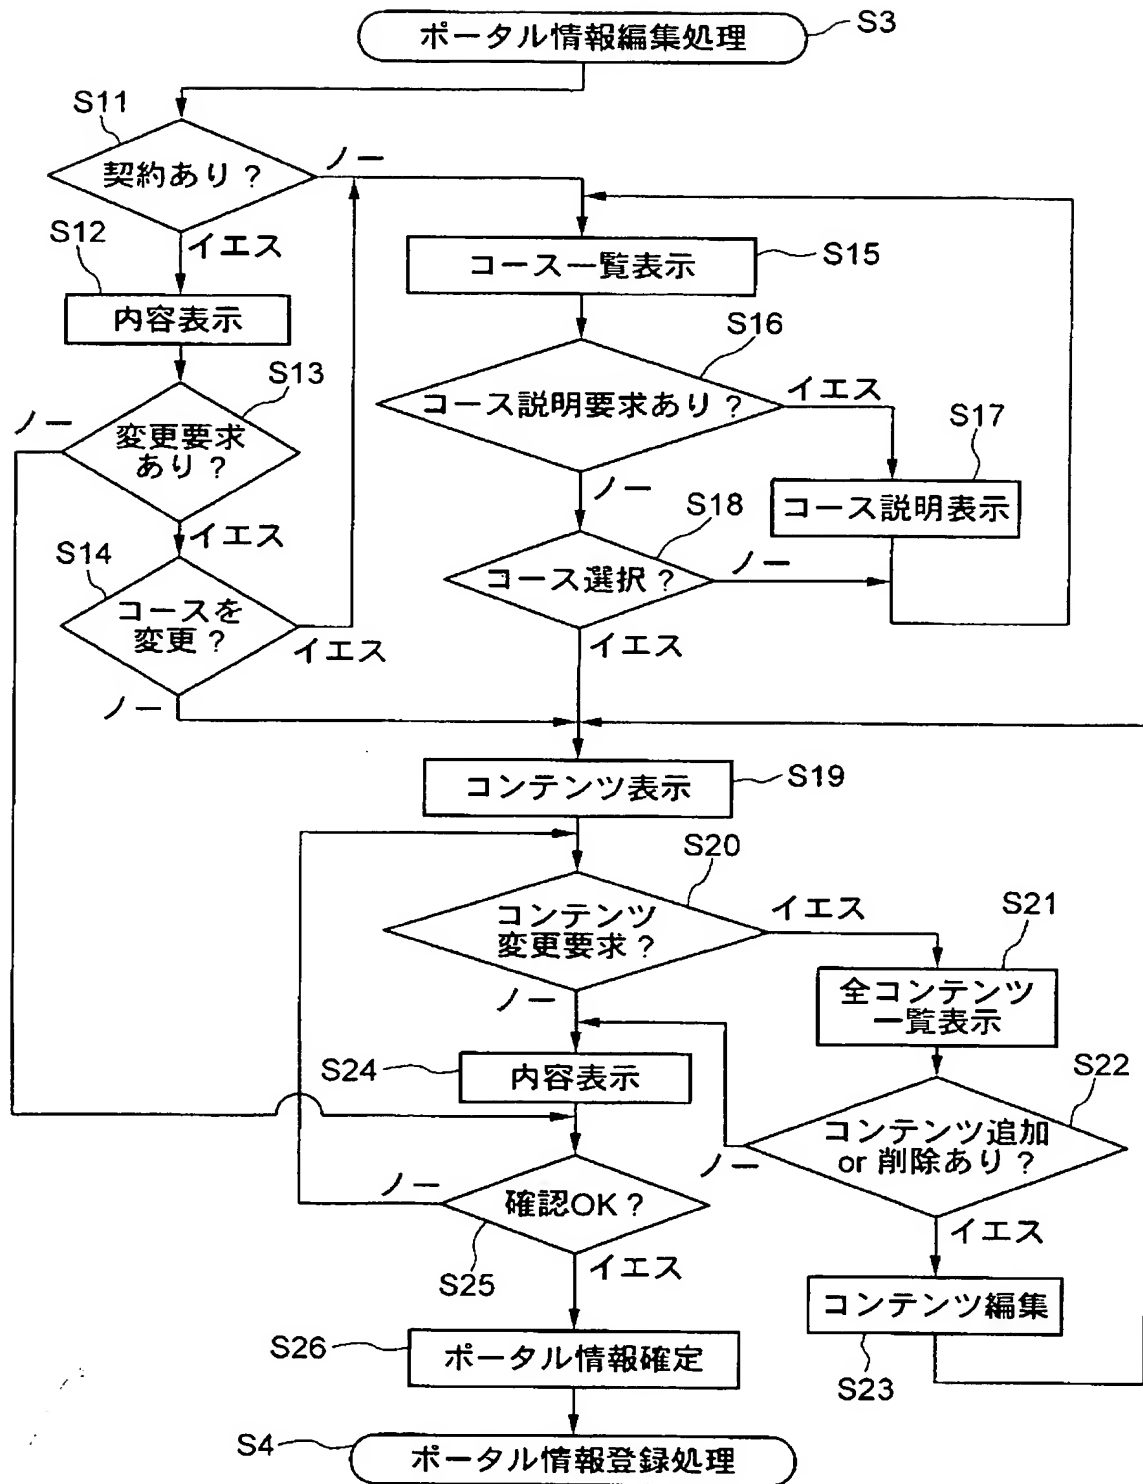 ポータル情報編集処理
S3
S11
契約あり?
ノー
イエス
S12
内容表示
S13
変更要求
あり?
ノー
イエス
S14
コースを
変更?
イエス
ノー
コース一覧表示
S15
S16
コース説明要求あり?
イエス
ノー
S17
コース説明表示
S18
コース選択?
ノー
イエス
コンテンツ表示
S19
S20
コンテンツ
変更要求?
イエス
ノー
S21
全コンテンツ
一覧表示
S22
コンテンツ追加
or 削除あり?
ノー
イエス
コンテンツ編集
S23
S24
内容表示
確認OK?
ノー
イエス
S25
S26
ポータル情報確定
S4
ポータル情報登録処理